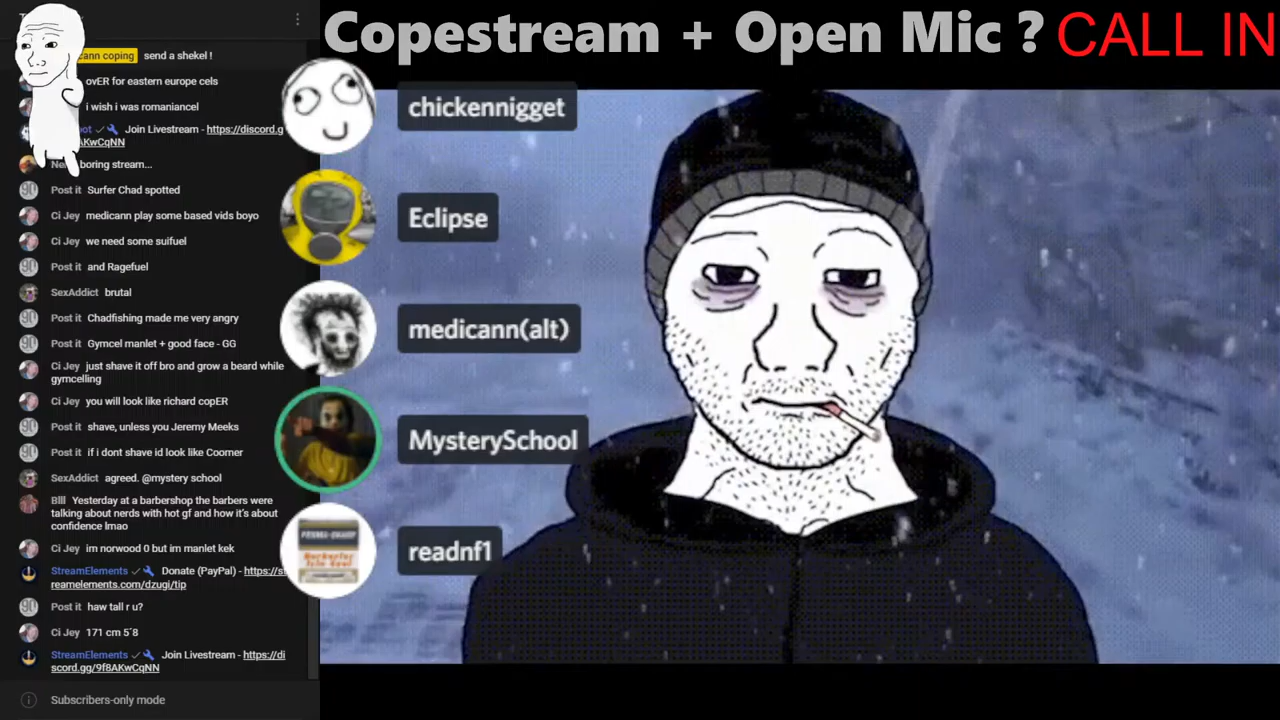 Copestream + Open Mic ? CALL IN
ann coping send a shekel !
ovER for eastern europe cels
i wish i was romaniancel
ot Join Livestream - https://discord.g
AKwCqNN
boring stream...
Post it Surfer Chad spotted
Ci Jey medicann play some based vids boyo
Ci Jey we need some suifuel
Post it and Ragefuel
SexAddict brutal
Post it Chadfishing made me very angry
Post it Gymcel manlet + good face - GG
Ci Jey just shave it off bro and grow a beard while
gymcelling
Ci Jey you will look like richard copER
Post it shave, unless you Jeremy Meeks
Post it if i dont shave id look like Coomer
SexAddict agreed. @mystery school
Blll Yesterday at a barbershop the barbers were
talking about nerds with hot gf and how it's about
confidence lmao
Ci Jey im norwood 0 but im manlet kek
StreamElements Donate (PayPal) - https://s
reamelements.com/dzugi/tip
Post it haw tall r u?
Ci Jey 171 cm 5´8
StreamElements Join Livestream - https://di
scord.gg/9f8AKwCqNN
Subscribers-only mode
chickennigget
Eclipse
medicann(alt)
MysterySchool
readnf1